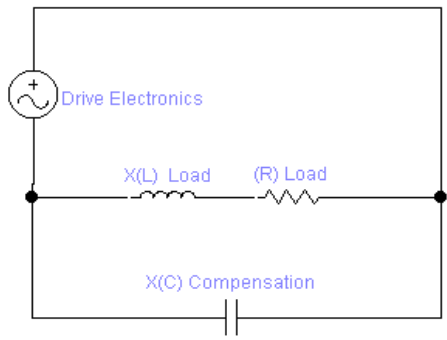 Drive Electronics
X(L) Load
(R) Load
X(C) Compensation